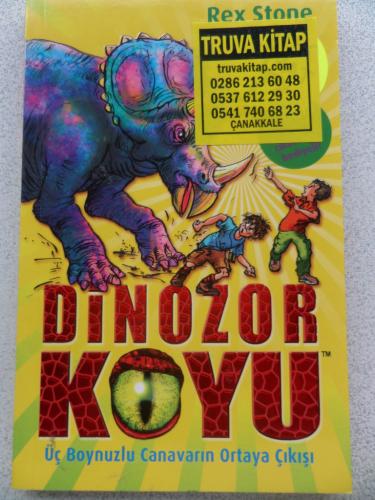 Rex Stone
TRUVA KİTAP
truvakitap.com
0286 213 60 48
0537 612 29 30
0541 740 68 23
ÇANAKKALE
DİNOZOR
KOYU™
Üç Boynuzlu Canavarın Ortaya Çıkışı